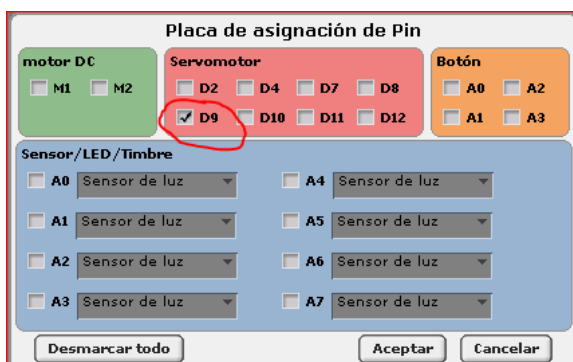 Placa de asignación de Pin
motor DC
M1 M2
Servomotor
D2 D4 D7 D8
D9 D10 D11 D12
Botón
A0 A2
A1 A3
Sensor/LED/Timbre
A0 Sensor de luz A4 Sensor de luz
A1 Sensor de luz A5 Sensor de luz
A2 Sensor de luz A6 Sensor de luz
A3 Sensor de luz A7 Sensor de luz
Desmarcar todo Aceptar Cancelar